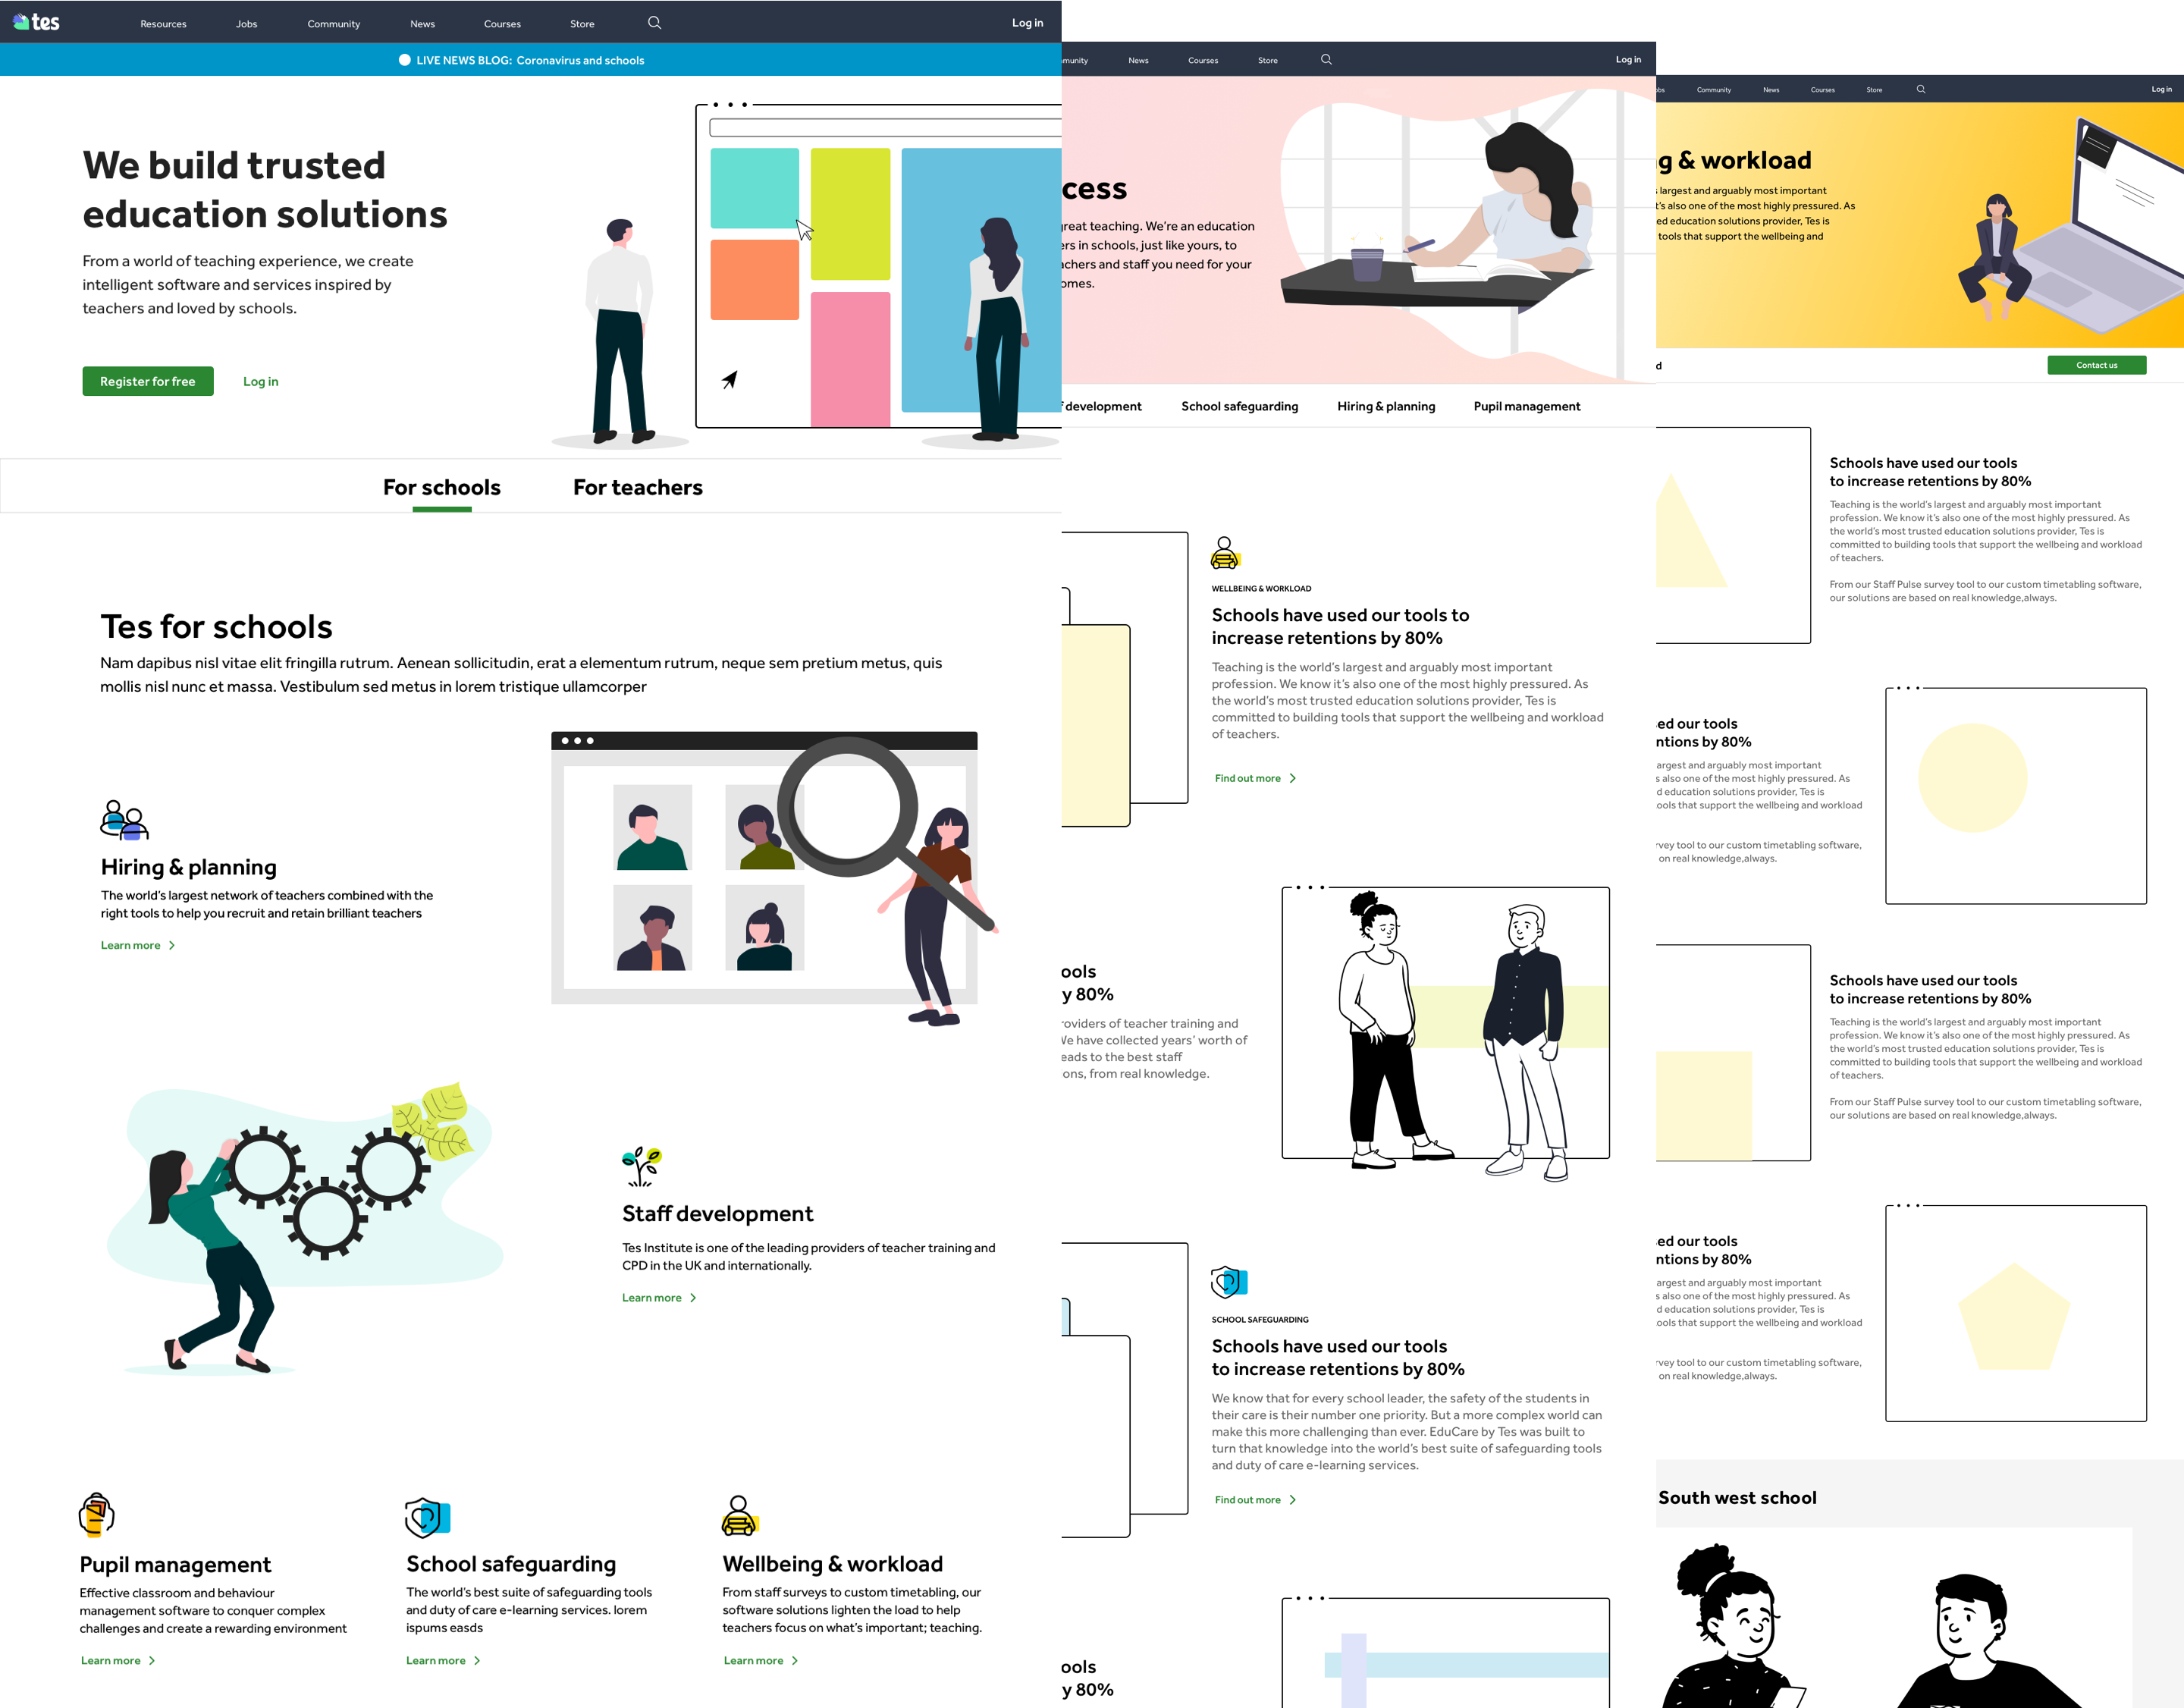 tes
Resources Jobs Community News Courses Store
Log in
LIVE NEWS BLOG: Coronavirus and schools
We build trusted
education solutions
From a world of teaching experience, we create
intelligent software and services inspired by
teachers and loved by schools.
Register for free Log in
For schools For teachers
Tes for schools
Nam dapibus nisl vitae elit fringilla rutrum. Aenean sollicitudin, erat a elementum rutrum, neque sem pretium metus, quis
mollis nisl nunc et massa. Vestibulum sed metus in lorem tristique ullamcorper
Hiring & planning
The world's largest network of teachers combined with the
right tools to help you recruit and retain brilliant teachers
Learn more
Staff development
Tes Institute is one of the leading providers of teacher training and
CPD in the UK and internationally.
Learn more
Pupil management
Effective classroom and behaviour
management software to conquer complex
challenges and create a rewarding environment
Learn more
School safeguarding
The world's best suite of safeguarding tools
and duty of care e-learning services. lorem
ispums easds
Learn more
Wellbeing & workload
From staff surveys to custom timetabling, our
software solutions lighten the load to help
teachers focus on what's important; teaching.
Learn more
munity News Courses Store
Log in
cess
great teaching. We're an education
ers in schools, just like yours, to
achers and staff you need for your
omes.
development School safeguarding Hiring & planning Pupil management
WELLBEING & WORKLOAD
Schools have used our tools to
increase retentions by 80%
Teaching is the world's largest and arguably most important
profession. We know it's also one of the most highly pressured. As
the world's most trusted education solutions provider, Tes is
committed to building tools that support the wellbeing and workload
of teachers.
Find out more
ools
y 80%
roviders of teacher training and
We have collected years' worth of
eads to the best staff
ons, from real knowledge.
SCHOOL SAFEGUARDING
Schools have used our tools
to increase retentions by 80%
We know that for every school leader, the safety of the students in
their care is their number one priority. But a more complex world can
make this more challenging than ever. EduCare by Tes was built to
turn that knowledge into the world's best suite of safeguarding tools
and duty of care e-learning services.
Find out more
ools
y 80%
obs Community News Courses Store
Log in
g & workload
s largest and arguably most important
t's also one of the most highly pressured. As
ed education solutions provider, Tes is
tools that support the wellbeing and
d
Contact us
Schools have used our tools
to increase retentions by 80%
Teaching is the world's largest and arguably most important
profession. We know it's also one of the most highly pressured. As
the world's most trusted education solutions provider, Tes is
committed to building tools that support the wellbeing and workload
of teachers.
From our Staff Pulse survey tool to our custom timetabling software,
our solutions are based on real knowledge,always.
ed our tools
ntions by 80%
argest and arguably most important
s also one of the most highly pressured. As
d education solutions provider, Tes is
ools that support the wellbeing and workload
rvey tool to our custom timetabling software,
on real knowledge,always.
Schools have used our tools
to increase retentions by 80%
Teaching is the world's largest and arguably most important
profession. We know it's also one of the most highly pressured. As
the world's most trusted education solutions provider, Tes is
committed to building tools that support the wellbeing and workload
of teachers.
From our Staff Pulse survey tool to our custom timetabling software,
our solutions are based on real knowledge,always.
ed our tools
ntions by 80%
argest and arguably most important
s also one of the most highly pressured. As
d education solutions provider, Tes is
ools that support the wellbeing and workload
rvey tool to our custom timetabling software,
on real knowledge,always.
South west school